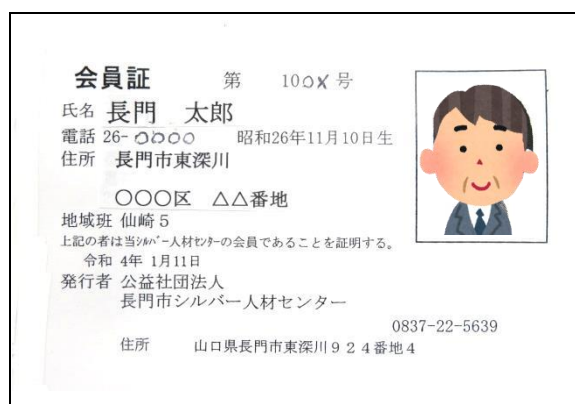 会員証　第　100X号
氏名 長門　太郎
電話 26-0000　昭和26年11月10日生
住所　長門市東深川
〇〇〇区　△△番地
地域班 仙崎５
上記の者は当ｼﾙﾊﾞｰ人材ｾﾝﾀｰの会員であることを証明する。
令和　4年 1月11日
発行者 公益社団法人
長門市シルバー人材センター
0837-22-5639
住所　山口県長門市東深川９２４番地４